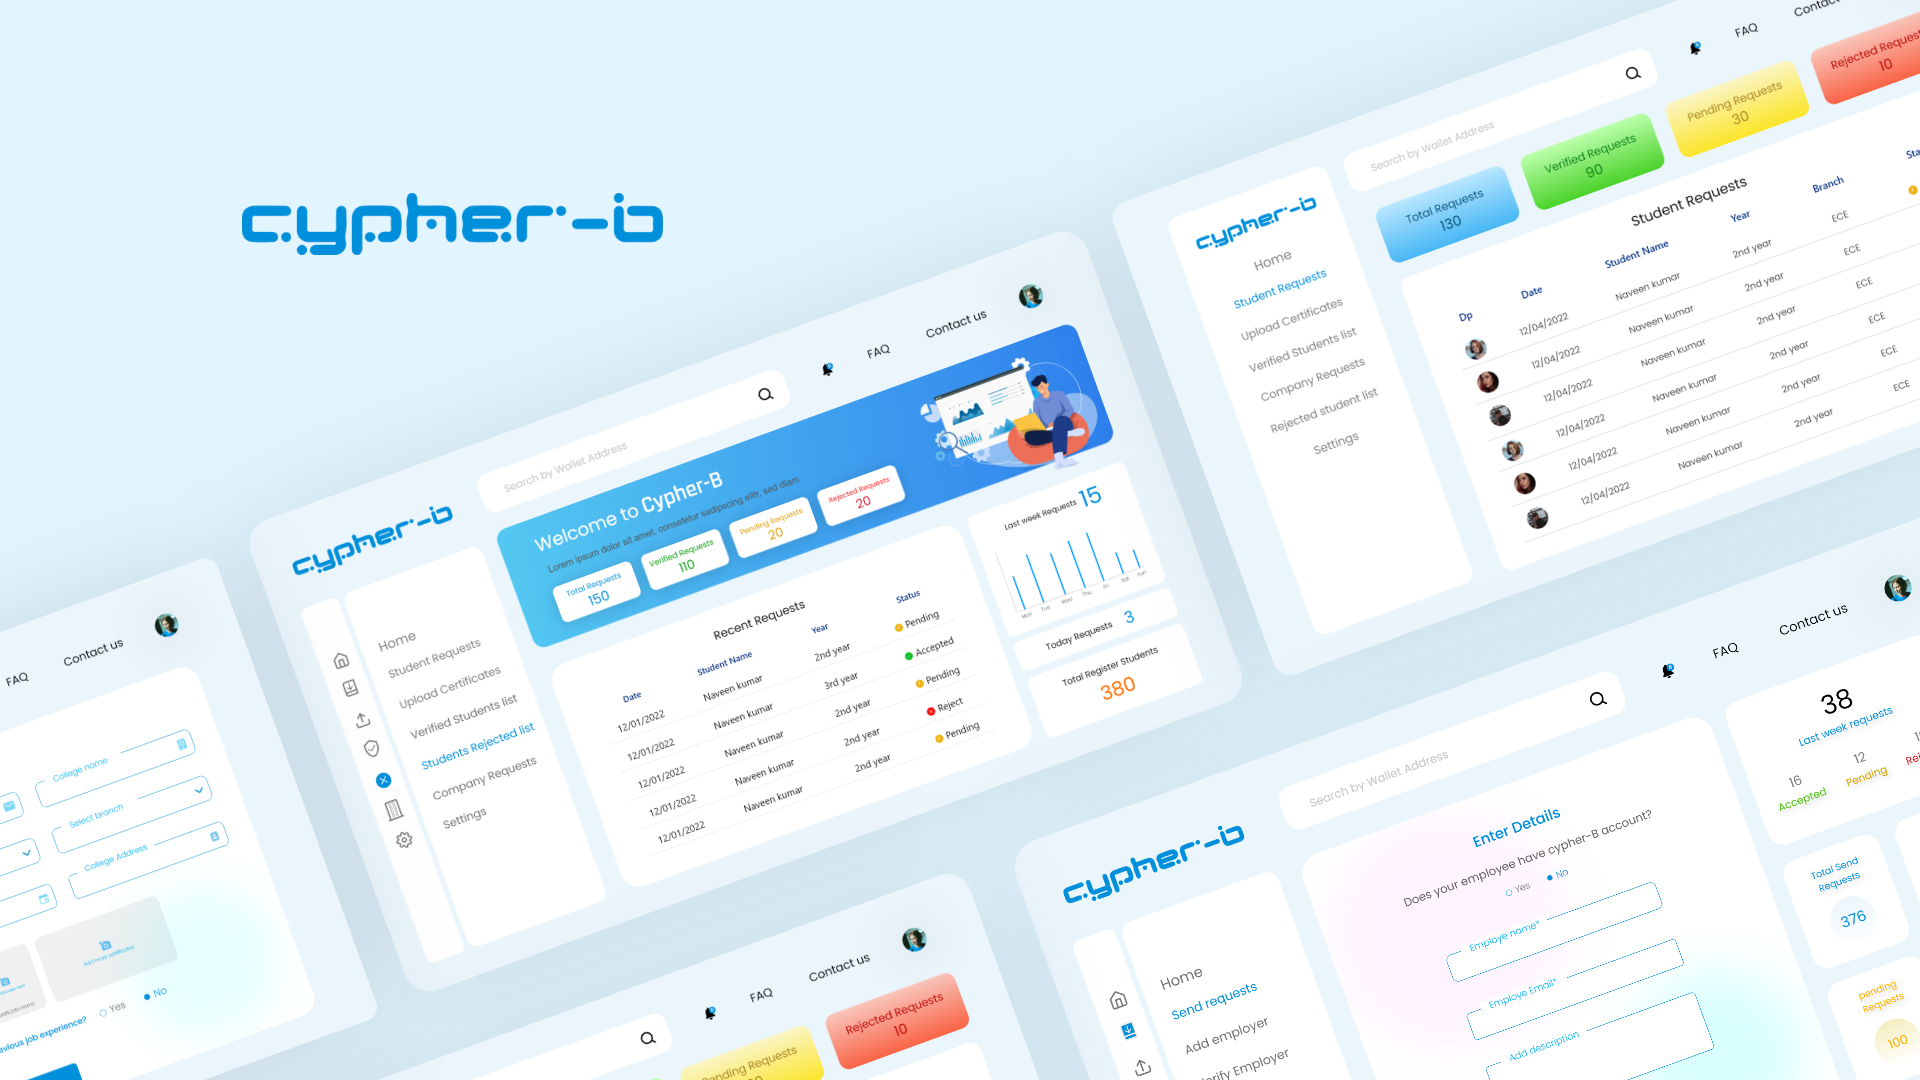 cypher-b
FAQ
Contact us
College name
Select branch
College Address
Add more certificates
Yes
No
cypher-b
Home
Student Requests
Upload Certificates
Verified Students list
Students Rejected list
Company Requests
Settings
Search by Wallet Address
FAQ
Contact us
Welcome to Cypher-B
Lorem ipsum dolor sit amet, consetetur sadipscing elitr, sed diam
Total Requests
150
Verified Requests
110
Pending Requests
20
Rejected Requests
20
Recent Requests
Date Student Name Year Status
12/01/2022 Naveen kumar 2nd year Pending
12/01/2022 Naveen kumar 3rd year Accepted
12/01/2022 Naveen kumar 2nd year Pending
12/01/2022 Naveen kumar 2nd year Reject
12/01/2022 Naveen kumar 2nd year Pending
Last week Requests 15
Mon Tue Wed Thu Fri Sat Sun
Today Requests 3
Total Register Students
380
cypher-b
Home
Student Requests
Upload Certificates
Verified Students list
Company Requests
Rejected student list
Settings
Search by Wallet Address
FAQ
Total Requests
130
Verified Requests
90
Pending Requests
30
Rejected Requests
10
Student Requests
Dp Date Student Name Year Branch
12/04/2022 Naveen kumar 2nd year ECE
12/04/2022 Naveen kumar 2nd year ECE
12/04/2022 Naveen kumar 2nd year ECE
12/04/2022 Naveen kumar 2nd year ECE
12/04/2022 Naveen kumar 2nd year ECE
12/04/2022 Naveen kumar 2nd year ECE
FAQ
Contact us
Pending Requests
Rejected Requests
10
cypher-b
Home
Send requests
Add employer
Verify Employer
Search by Wallet Address
FAQ
Contact us
Enter Details
Does your employee have cypher-B account?
Yes
No
Employe name*
Employe Email*
Add description
38
Last week requests
16
Accepted
12
Pending
Total Send
Requests
376
pending
Requests
100